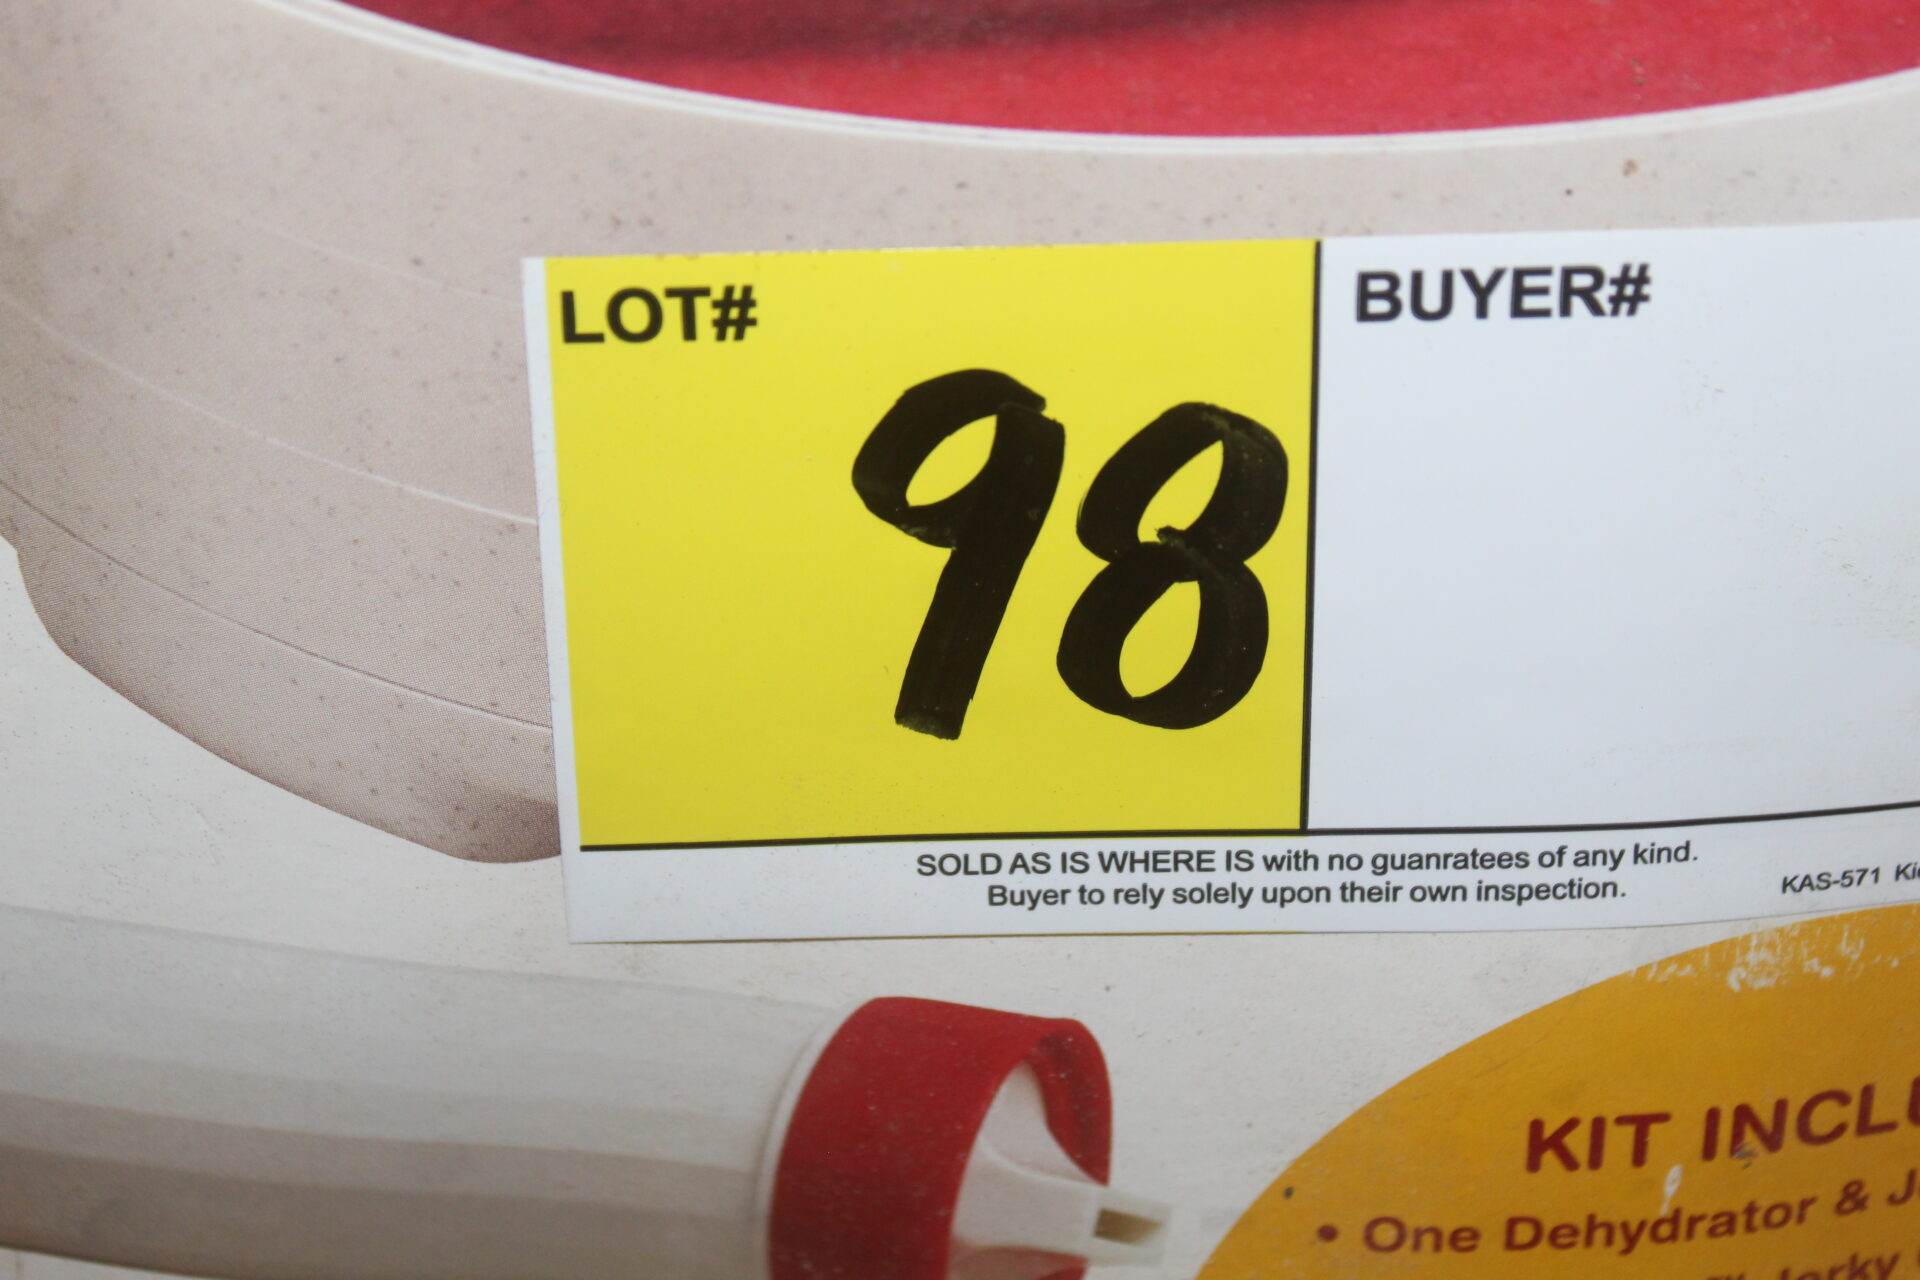 LOT#
BUYER#
98
SOLD AS IS WHERE IS with no guanratees of any kind.
Buyer to rely solely upon their own inspection.
KAS-571
KIT
• One Dehydrator &
Jerky